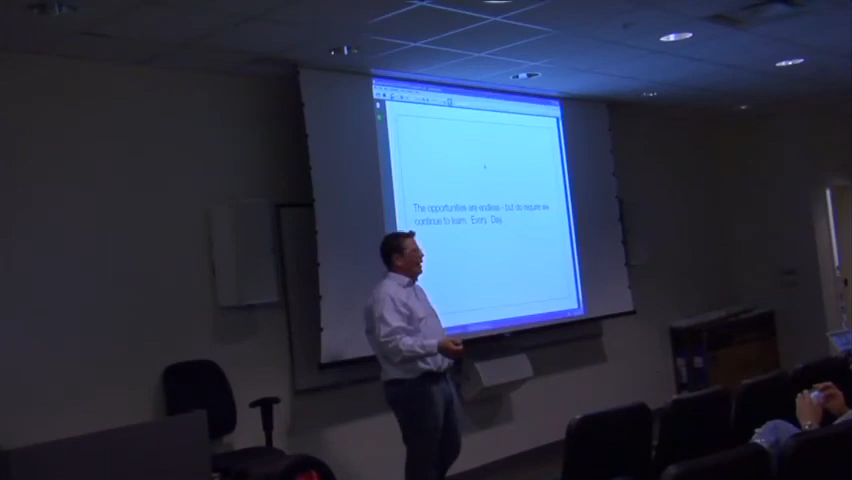 The opportunities are endless - but do require we
continue to learn. Every. Day.